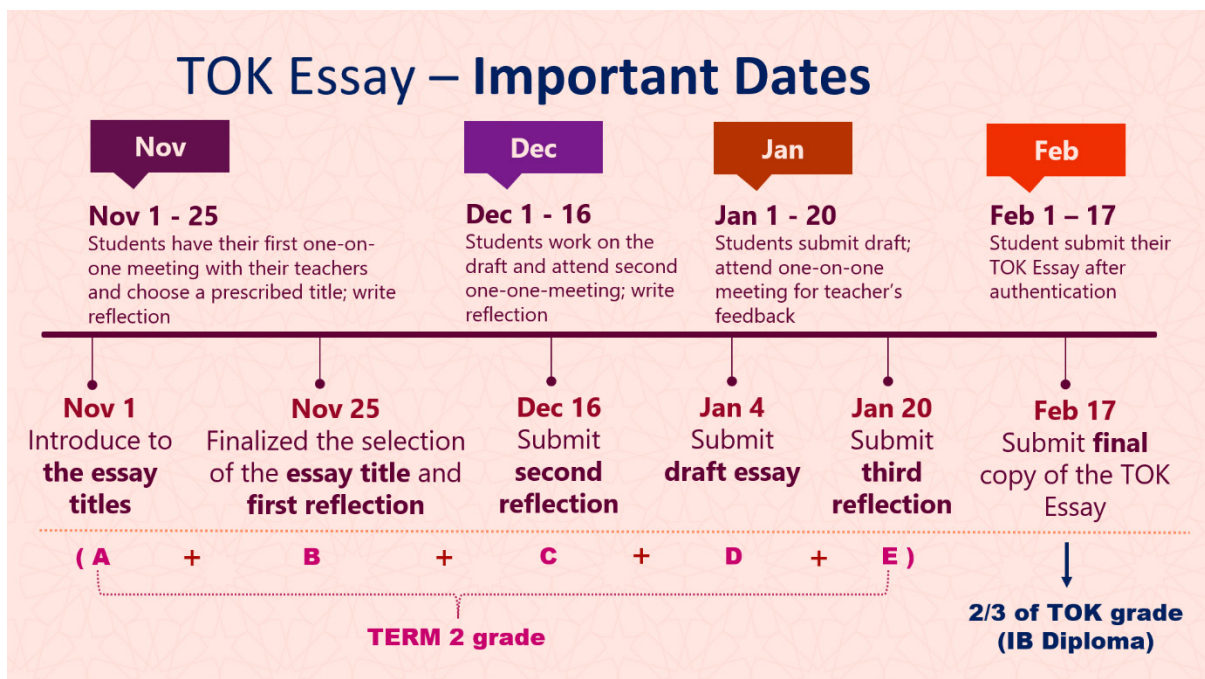 TOK Essay – Important Dates
Nov
Dec
Jan
Feb
Nov 1 - 25
Students have their first one-on-
one meeting with their teachers
and choose a prescribed title; write
reflection
Dec 1 - 16
Students work on the
draft and attend second
one-one-meeting; write
reflection
Jan 1 - 20
Students submit draft;
attend one-on-one
meeting for teacher's
feedback
Feb 1 – 17
Student submit their
TOK Essay after
authentication
Nov 1
Introduce to
the essay
titles
Nov 25
Finalized the selection
of the essay title and
first reflection
Dec 16
Submit
second
reflection
Jan 4
Submit
draft essay
Jan 20
Submit
third
reflection
Feb 17
Submit final
copy of the TOK
Essay
( A + B + C + D + E )
TERM 2 grade
2/3 of TOK grade
(IB Diploma)